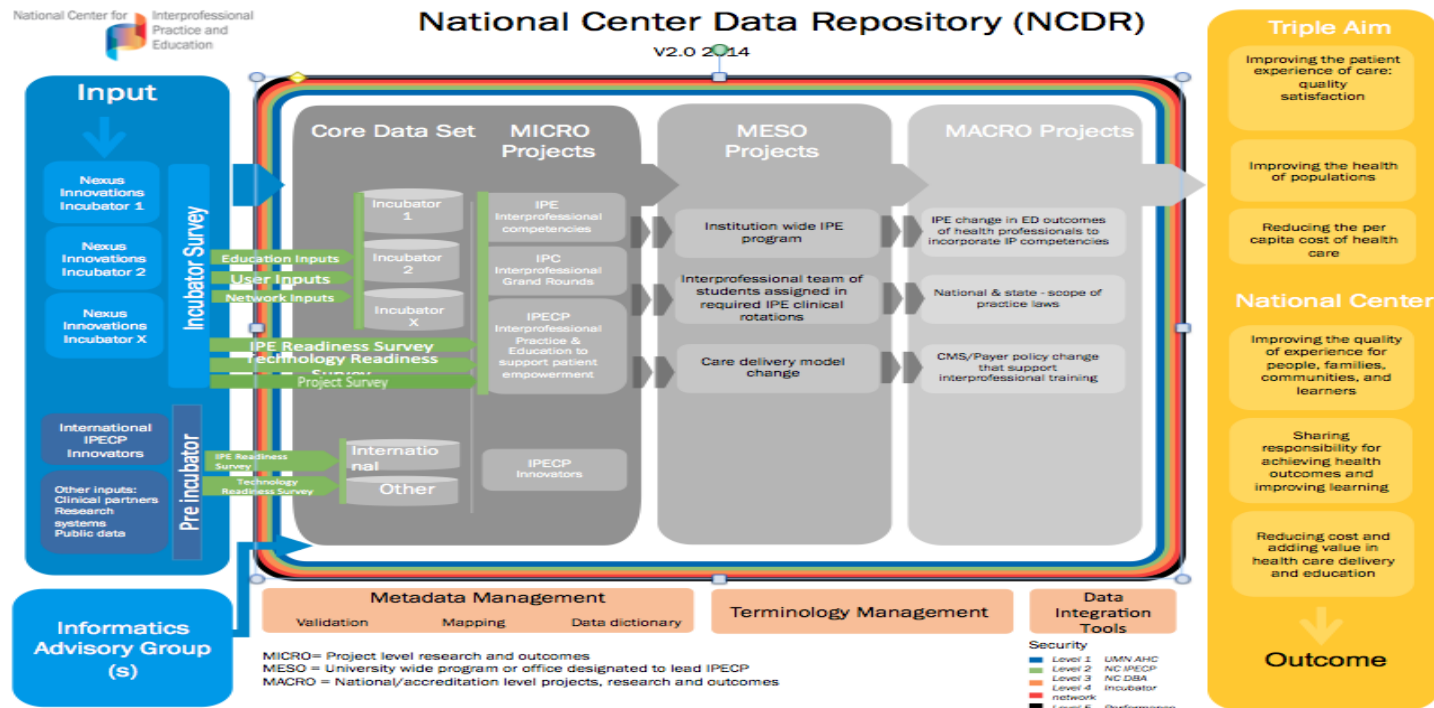 National Center for
Interprofessional
Practice and
Education
National Center Data Repository (NCDR)
V2.0 2014
Input
Nexus
Innovations
Incubator 1
Nexus
Innovations
Incubator 2
Nexus
Innovations
Incubator X
Incubator Survey
International
IPECP
Innovators
Other inputs:
Clinical partners
Research
systems
Public data
Pre incubator
Informatics
Advisory Group
(s)
Education Inputs
User Inputs
Network Inputs
IPE Readiness Survey
Technology Readiness
Survey
Project Survey
IPE Readiness
Survey
Technology
Readiness Survey
Core Data Set
Incubator
1
Incubator
2
Incubator
X
Internatio
nal
Other
MICRO
Projects
IPE
Interprofessional
competencies
IPC
Interprofessional
Grand Rounds
IPECP
Interprofessional
Practice &
Education to
support patient
empowerment
IPECP
Innovators
MESO
Projects
Institution wide IPE
program
Interprofessional team of
students assigned in
required IPE clinical
rotations
Care delivery model
change
MACRO Projects
IPE change in ED outcomes
of health professionals to
incorporate IP competencies
National & state - scope of
practice laws
CMS/Payer policy change
that support
interprofessional training
Triple Aim
Improving the patient
experience of care:
quality
satisfaction
Improving the health
of populations
Reducing the per
capita cost of health
care
National Center
Improving the quality
of experience for
people, families,
communities, and
learners
Sharing
responsibility for
achieving health
outcomes and
improving learning
Reducing cost and
adding value in
health care delivery
and education
Outcome
Metadata Management
Validation Mapping Data dictionary
Terminology Management
Data
Integration
Tools
MICRO= Project level research and outcomes
MESO = University wide program or office designated to lead IPECP
MACRO = National/accreditation level projects, research and outcomes
Security
Level 1 UMN AHC
Level 2 NC IPECP
Level 3 NC DBA
Level 4 Incubator
network
Level 5 Performance